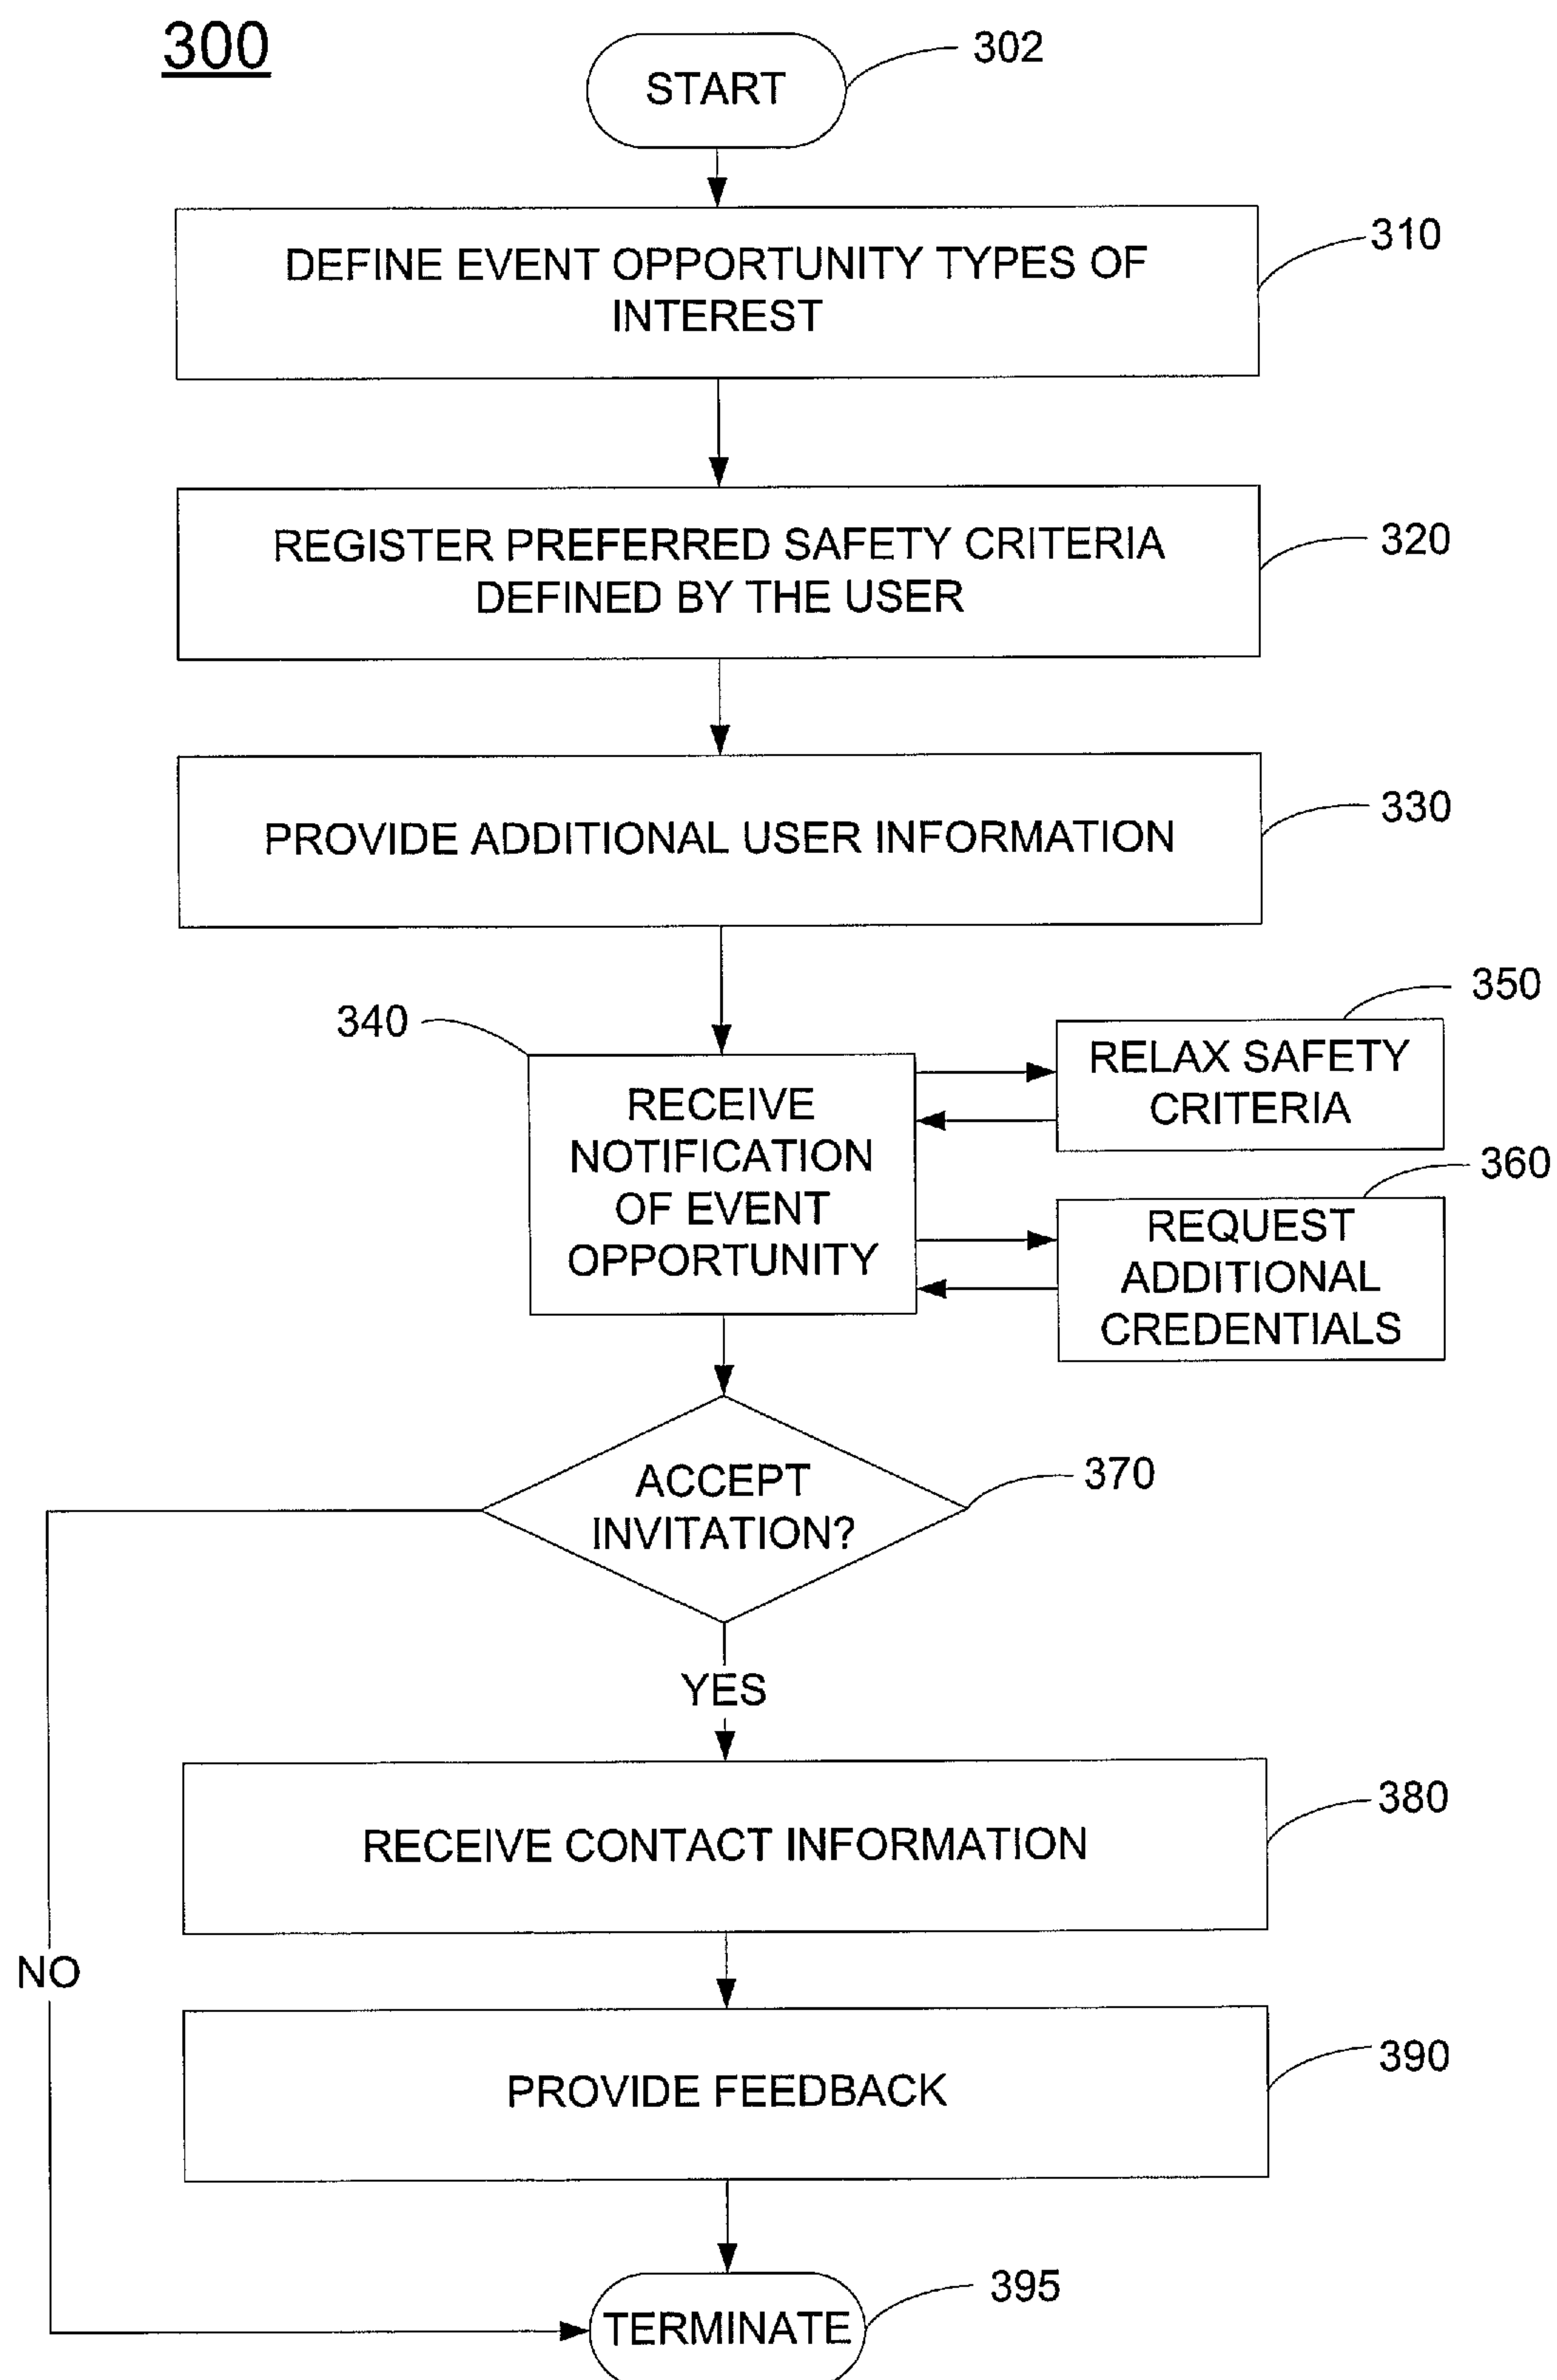 300
START
302
DEFINE EVENT OPPORTUNITY TYPES OF
INTEREST
310
REGISTER PREFERRED SAFETY CRITERIA
DEFINED BY THE USER
320
PROVIDE ADDITIONAL USER INFORMATION
330
340
RECEIVE
NOTIFICATION
OF EVENT
OPPORTUNITY
350
RELAX SAFETY
CRITERIA
360
REQUEST
ADDITIONAL
CREDENTIALS
ACCEPT
INVITATION?
370
YES
RECEIVE CONTACT INFORMATION
380
NO
PROVIDE FEEDBACK
390
TERMINATE
395